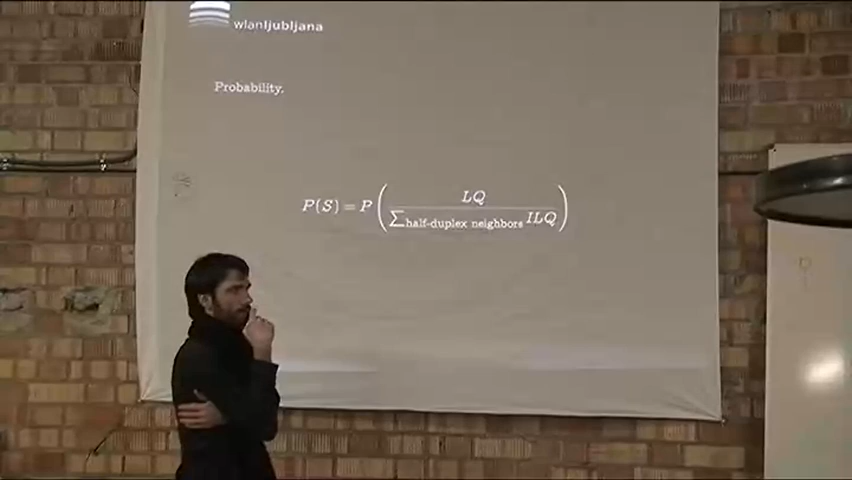 wlanljubljana
Probability.
P(S) = P ( LQ / ∑half-duplex neighbors ILQ )